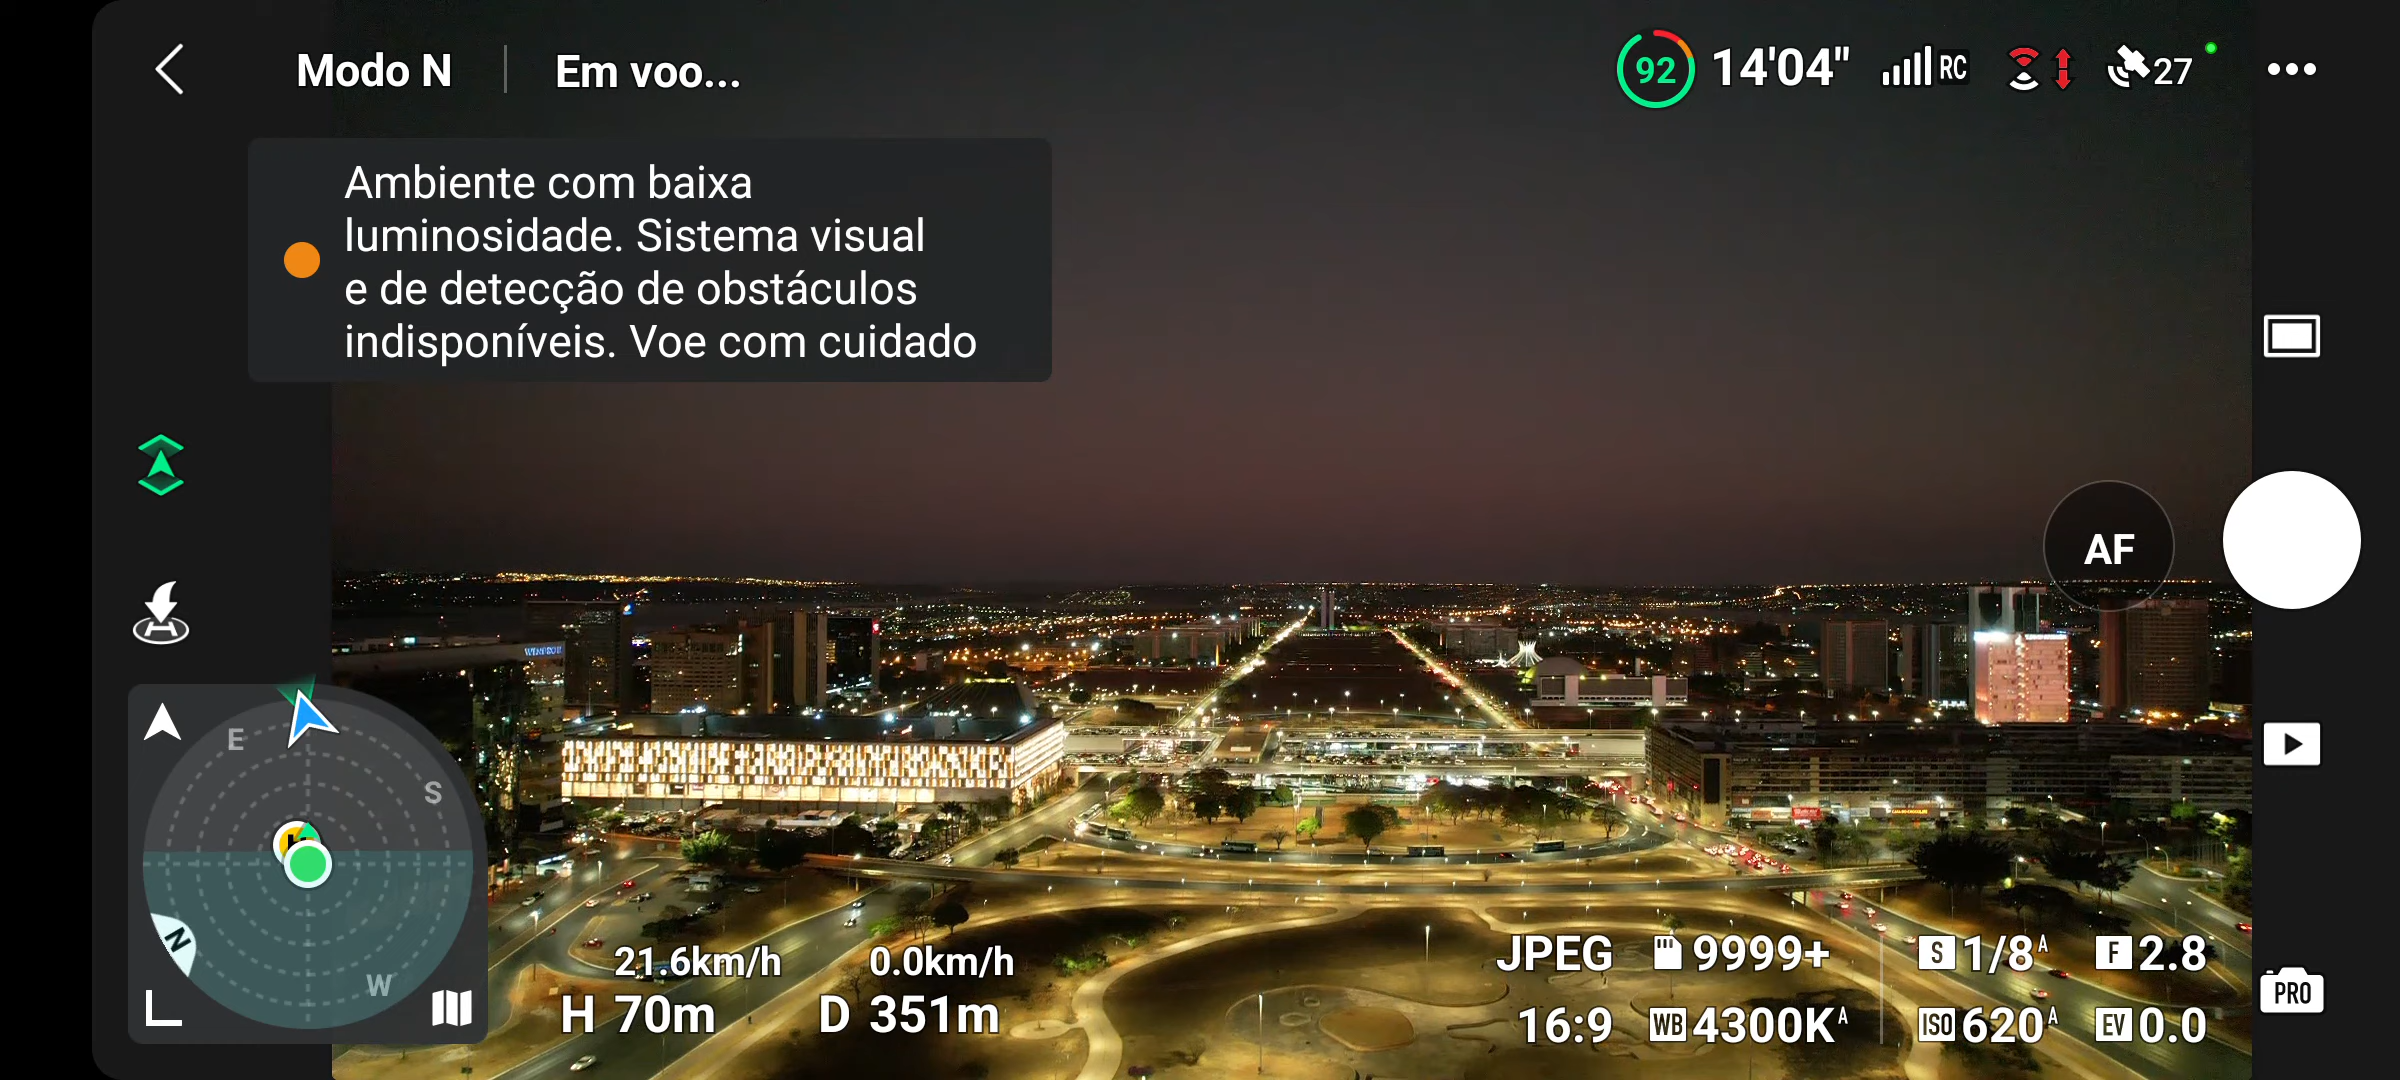 Modo N
Em voo...
92
14'04"
RC
27
Ambiente com baixa
luminosidade. Sistema visual
e de detecção de obstáculos
indisponíveis. Voe com cuidado
AF
WINDSOR
E
S
N
W
21.6km/h
0.0km/h
H 70m
D 351m
JPEG
9999+
S 1/8 A
F 2.8
16:9
WB 4300K A
ISO 620 A
EV 0.0
PRO